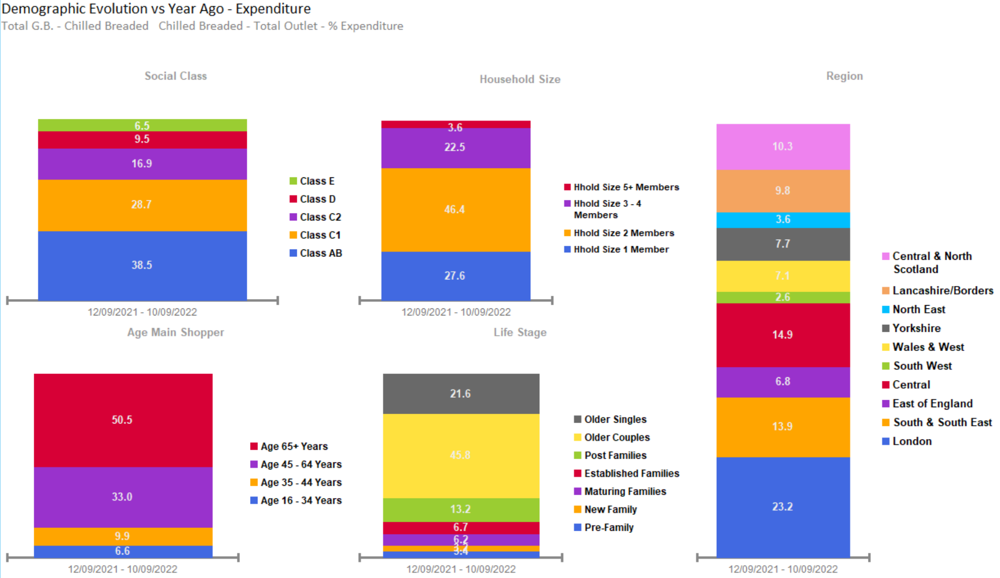 Demographic Evolution vs Year Ago - Expenditure
Total G.B. - Chilled Breaded   Chilled Breaded - Total Outlet - % Expenditure
Social Class
6.5
9.5
16.9
28.7
38.5
12/09/2021 - 10/09/2022
Class E
Class D
Class C2
Class C1
Class AB
Household Size
3.6
22.5
46.4
27.6
12/09/2021 - 10/09/2022
Hhold Size 5+ Members
Hhold Size 3 - 4
Members
Hhold Size 2 Members
Hhold Size 1 Member
Region
10.3
9.8
3.6
7.7
7.1
2.6
14.9
6.8
13.9
23.2
12/09/2021 - 10/09/2022
Central & North
Scotland
Lancashire/Borders
North East
Yorkshire
Wales & West
South West
Central
East of England
South & South East
London
Age Main Shopper
50.5
33.0
9.9
6.6
12/09/2021 - 10/09/2022
Age 65+ Years
Age 45 - 64 Years
Age 35 - 44 Years
Age 16 - 34 Years
Life Stage
21.6
45.8
13.2
6.7
6.2
3.2
3.4
12/09/2021 - 10/09/2022
Older Singles
Older Couples
Post Families
Established Families
Maturing Families
New Family
Pre-Family